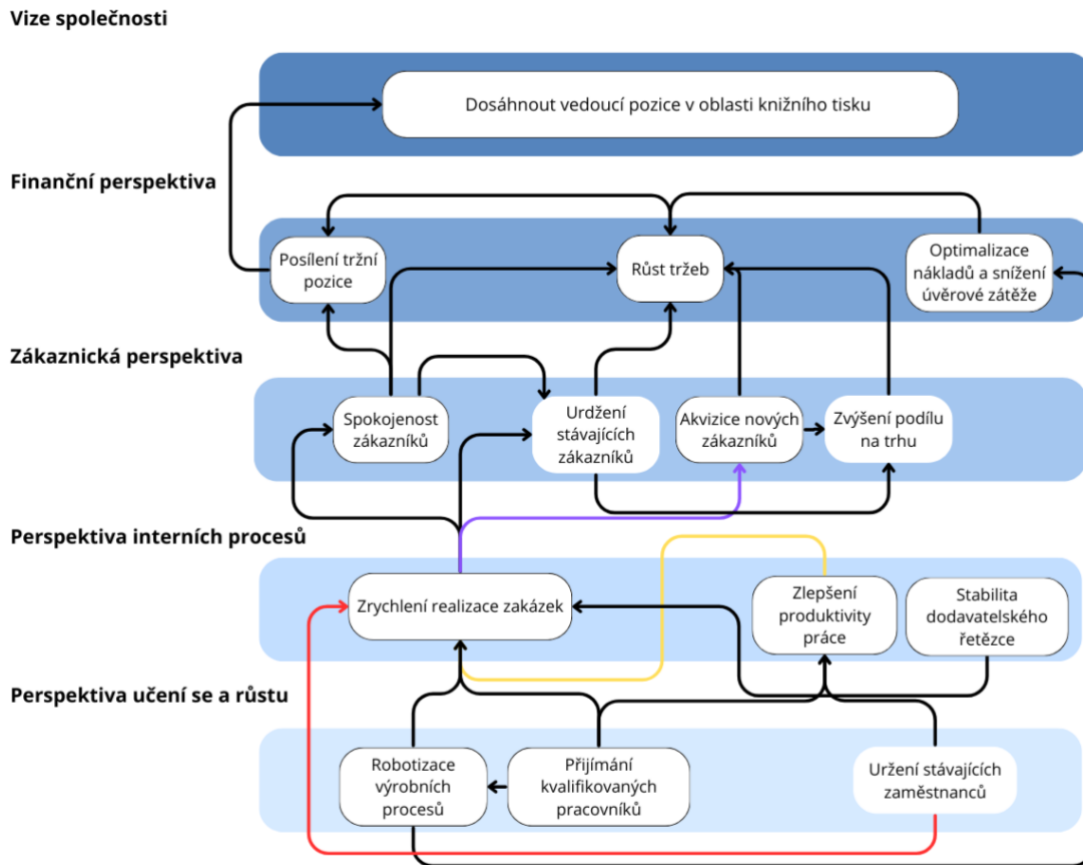 Vize společnosti
Dosáhnout vedoucí pozice v oblasti knižního tisku
Finanční perspektiva
Posílení tržní
pozice
Růst tržeb
Optimalizace
nákladů a snížení
úvěrové zátěže
Zákaznická perspektiva
Spokojenost
zákazníků
Urdžení
stávajících
zákazníků
Akvizice nových
zákazníků
Zvýšení podílu
na trhu
Perspektiva interních procesů
Zrychlení realizace zakázek
Zlepšení
produktivity
práce
Stabilita
dodavatelského
řetězce
Perspektiva učení se a růstu
Robotizace
výrobních
procesů
Přijímání
kvalifikovaných
pracovníků
Uržení stávajících
zaměstnanců